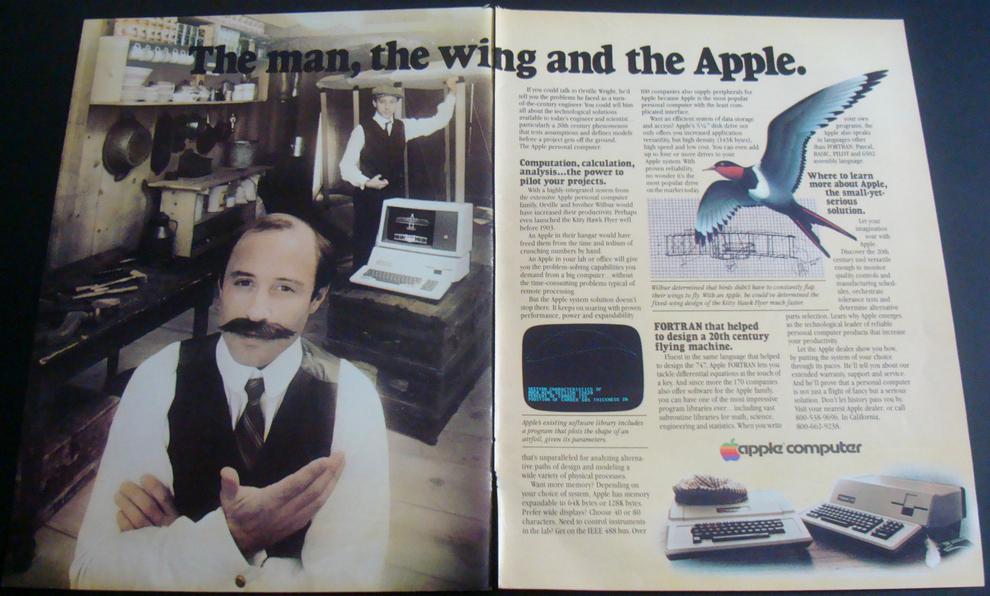 The man, the wing and the Apple.
If you could talk to Orville Wright, he'd
tell you the problems he faced as a turn-
of-the-century engineer. You could tell him
all about the technological solutions
available to today's engineer and scientist...
particularly a 20th century phenomenon
that tests assumptions and defines models
before a project gets off the ground.
The Apple personal computer.
Computation, calculation,
analysis...the power to
pilot your projects.
With a highly-integrated system from
the extensive Apple personal computer
family, Orville and brother Wilbur would
have increased their productivity. Perhaps
even launched the Kitty Hawk Flyer well
before 1903.
An Apple in their hangar would have
freed them from the time and tedium of
crunching numbers by hand.
An Apple in your lab or office will give
you the problem-solving capabilities you
demand from a big computer...without
the time-consuming problems typical of
remote processing.
But the Apple system solution doesn't
stop there. It keeps on soaring with proven
performance, power and expandability
SECTION CHARACTERISTICS OF
POSITION OF CAMBER 50% THICKNESS IN
Apple's existing software library includes
a program that plots the shape of an
airfoil, given its parameters.
that's unparalleled for analyzing alterna-
tive paths of design and modeling a
wide variety of physical processes.
Want more memory? Depending on
your choice of system, Apple has memory
expandable to 64K bytes or 128K bytes.
Prefer wide displays? Choose 40 or 80
characters. Need to control instruments
in the lab? Get on the IEEE 488 bus. Over
100 companies also supply peripherals for
Apple because Apple is the most popular
personal computer with the least com-
plicated interface.
Want an efficient system of data storage
and access? Apple's 5¼" disk drive not
only offers you increased application
versatility, but high density (143K bytes),
high speed and low cost. You can even add
up to four or more drives to your
Apple system. With
proven reliability,
no wonder it's the
most popular drive
on the market today.
Wilbur determined that birds didn't have to constantly flap
their wings to fly. With an Apple, he could've determined the
fixed-wing design of the Kitty Hawk Flyer much faster.
FORTRAN that helped
to design a 20th century
flying machine.
Fluent in the same language that helped
to design the 747, Apple FORTRAN lets you
tackle differential equations at the touch of
a key. And since more the 170 companies
also offer software for the Apple family,
you can have one of the most impressive
program libraries ever...including vast
subroutine libraries for math, science,
engineering and statistics. When you write
your own
programs, the
Apple also speaks
in languages other
than FORTRAN: Pascal,
BASIC, PILOT and 6502
assembly language.
Where to learn
more about Apple,
the small-yet-
serious
solution.
Let your
imagination
soar with
Apple.
Discover the 20th
century tool versatile
enough to monitor
quality controls and
manufacturing sched-
ules, orchestrate
tolerance tests and
determine alternative
parts selection. Learn why Apple emerges
as the technological leader of reliable
personal computer products that increase
your productivity.
Let the Apple dealer show you how,
by putting the system of your choice
through its paces. He'll tell you about our
extended warranty, support and service.
And he'll prove that a personal computer
is not just a flight of fancy but a serious
solution. Don't let history pass you by.
Visit your nearest Apple dealer, or call
800-538-9696. In California,
800-662-9238.
apple computer